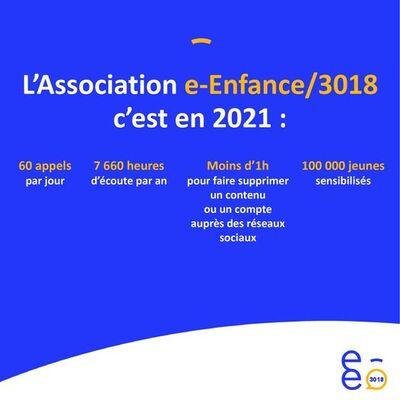 L’Association e-Enfance/3018
c’est en 2021 :
60 appels
par jour
7 660 heures
d’écoute par an
Moins d’1h
pour faire supprimer
un contenu
ou un compte
auprès des réseaux
sociaux
100 000 jeunes
sensibilisés
e-
e
3018